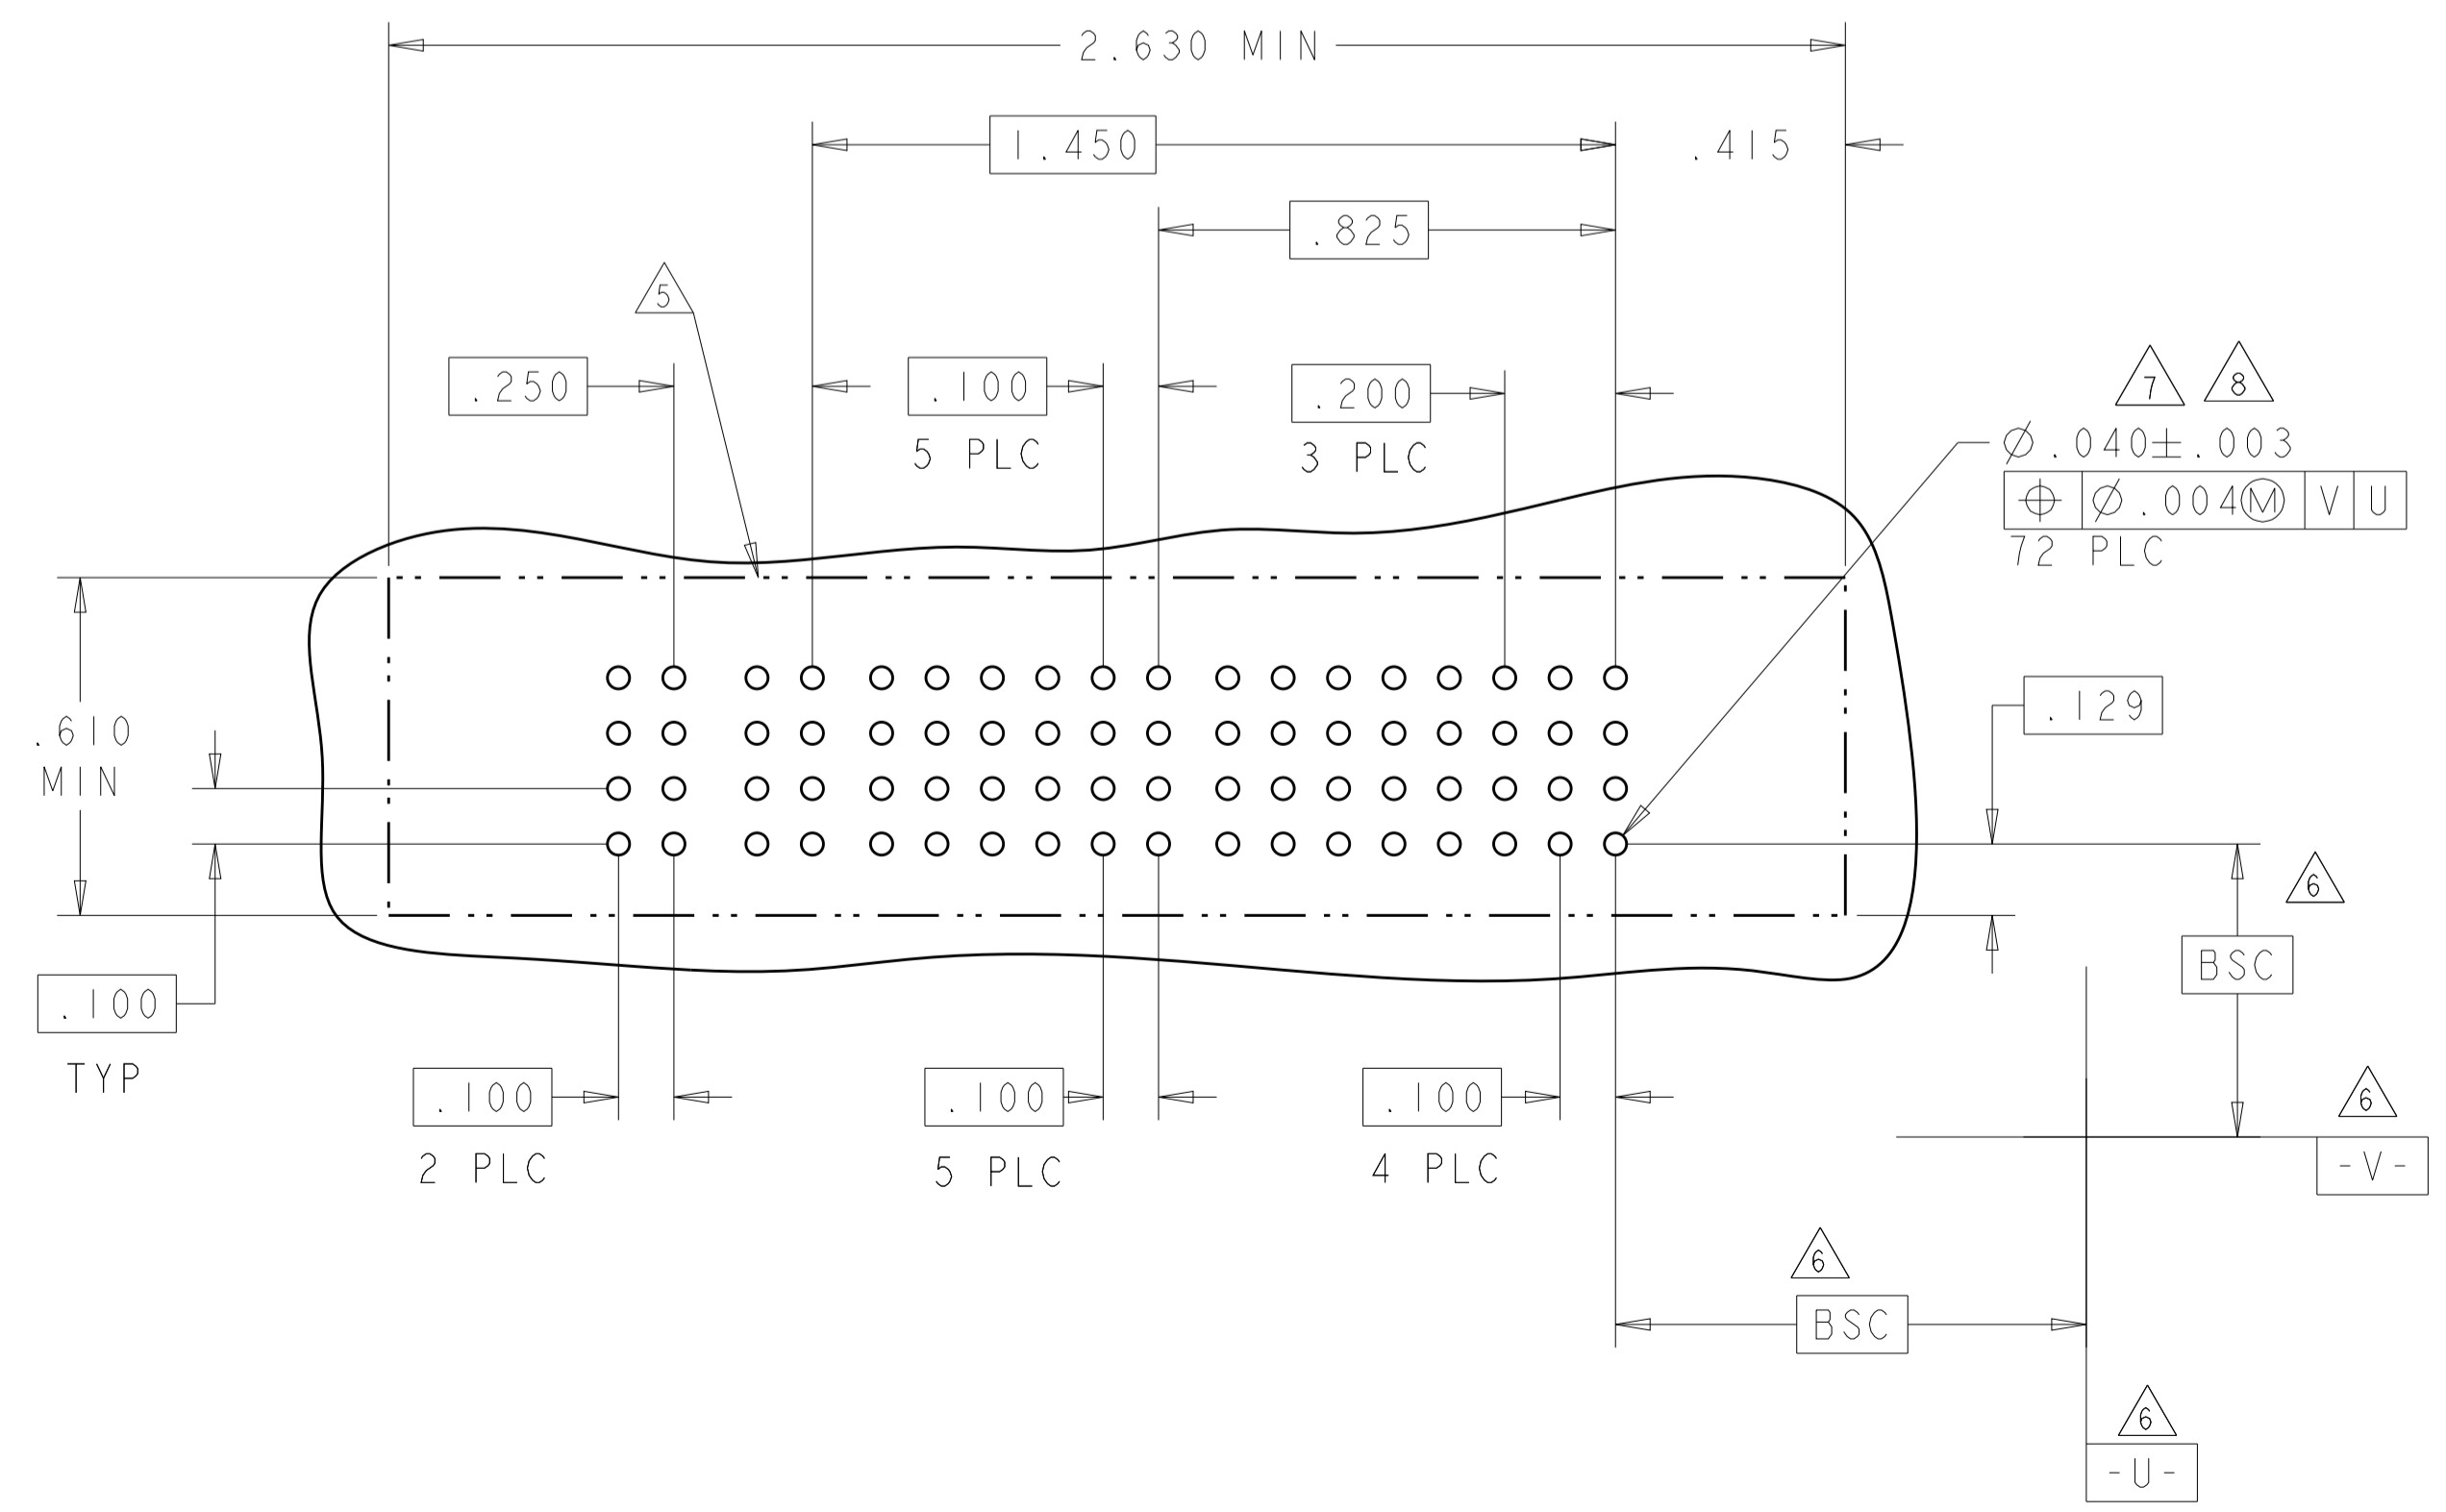 2.630 MIN
1.450
.415
.825
5
.250
.100
5 PLC
.200
3 PLC
7 8
⌀.040±.003
⌖ ⌀.004Ⓜ V U
72 PLC
.129
.610
MIN
6
BSC
.100
TYP
.100
2 PLC
.100
5 PLC
.100
4 PLC
6
-V-
6
BSC
6
-U-